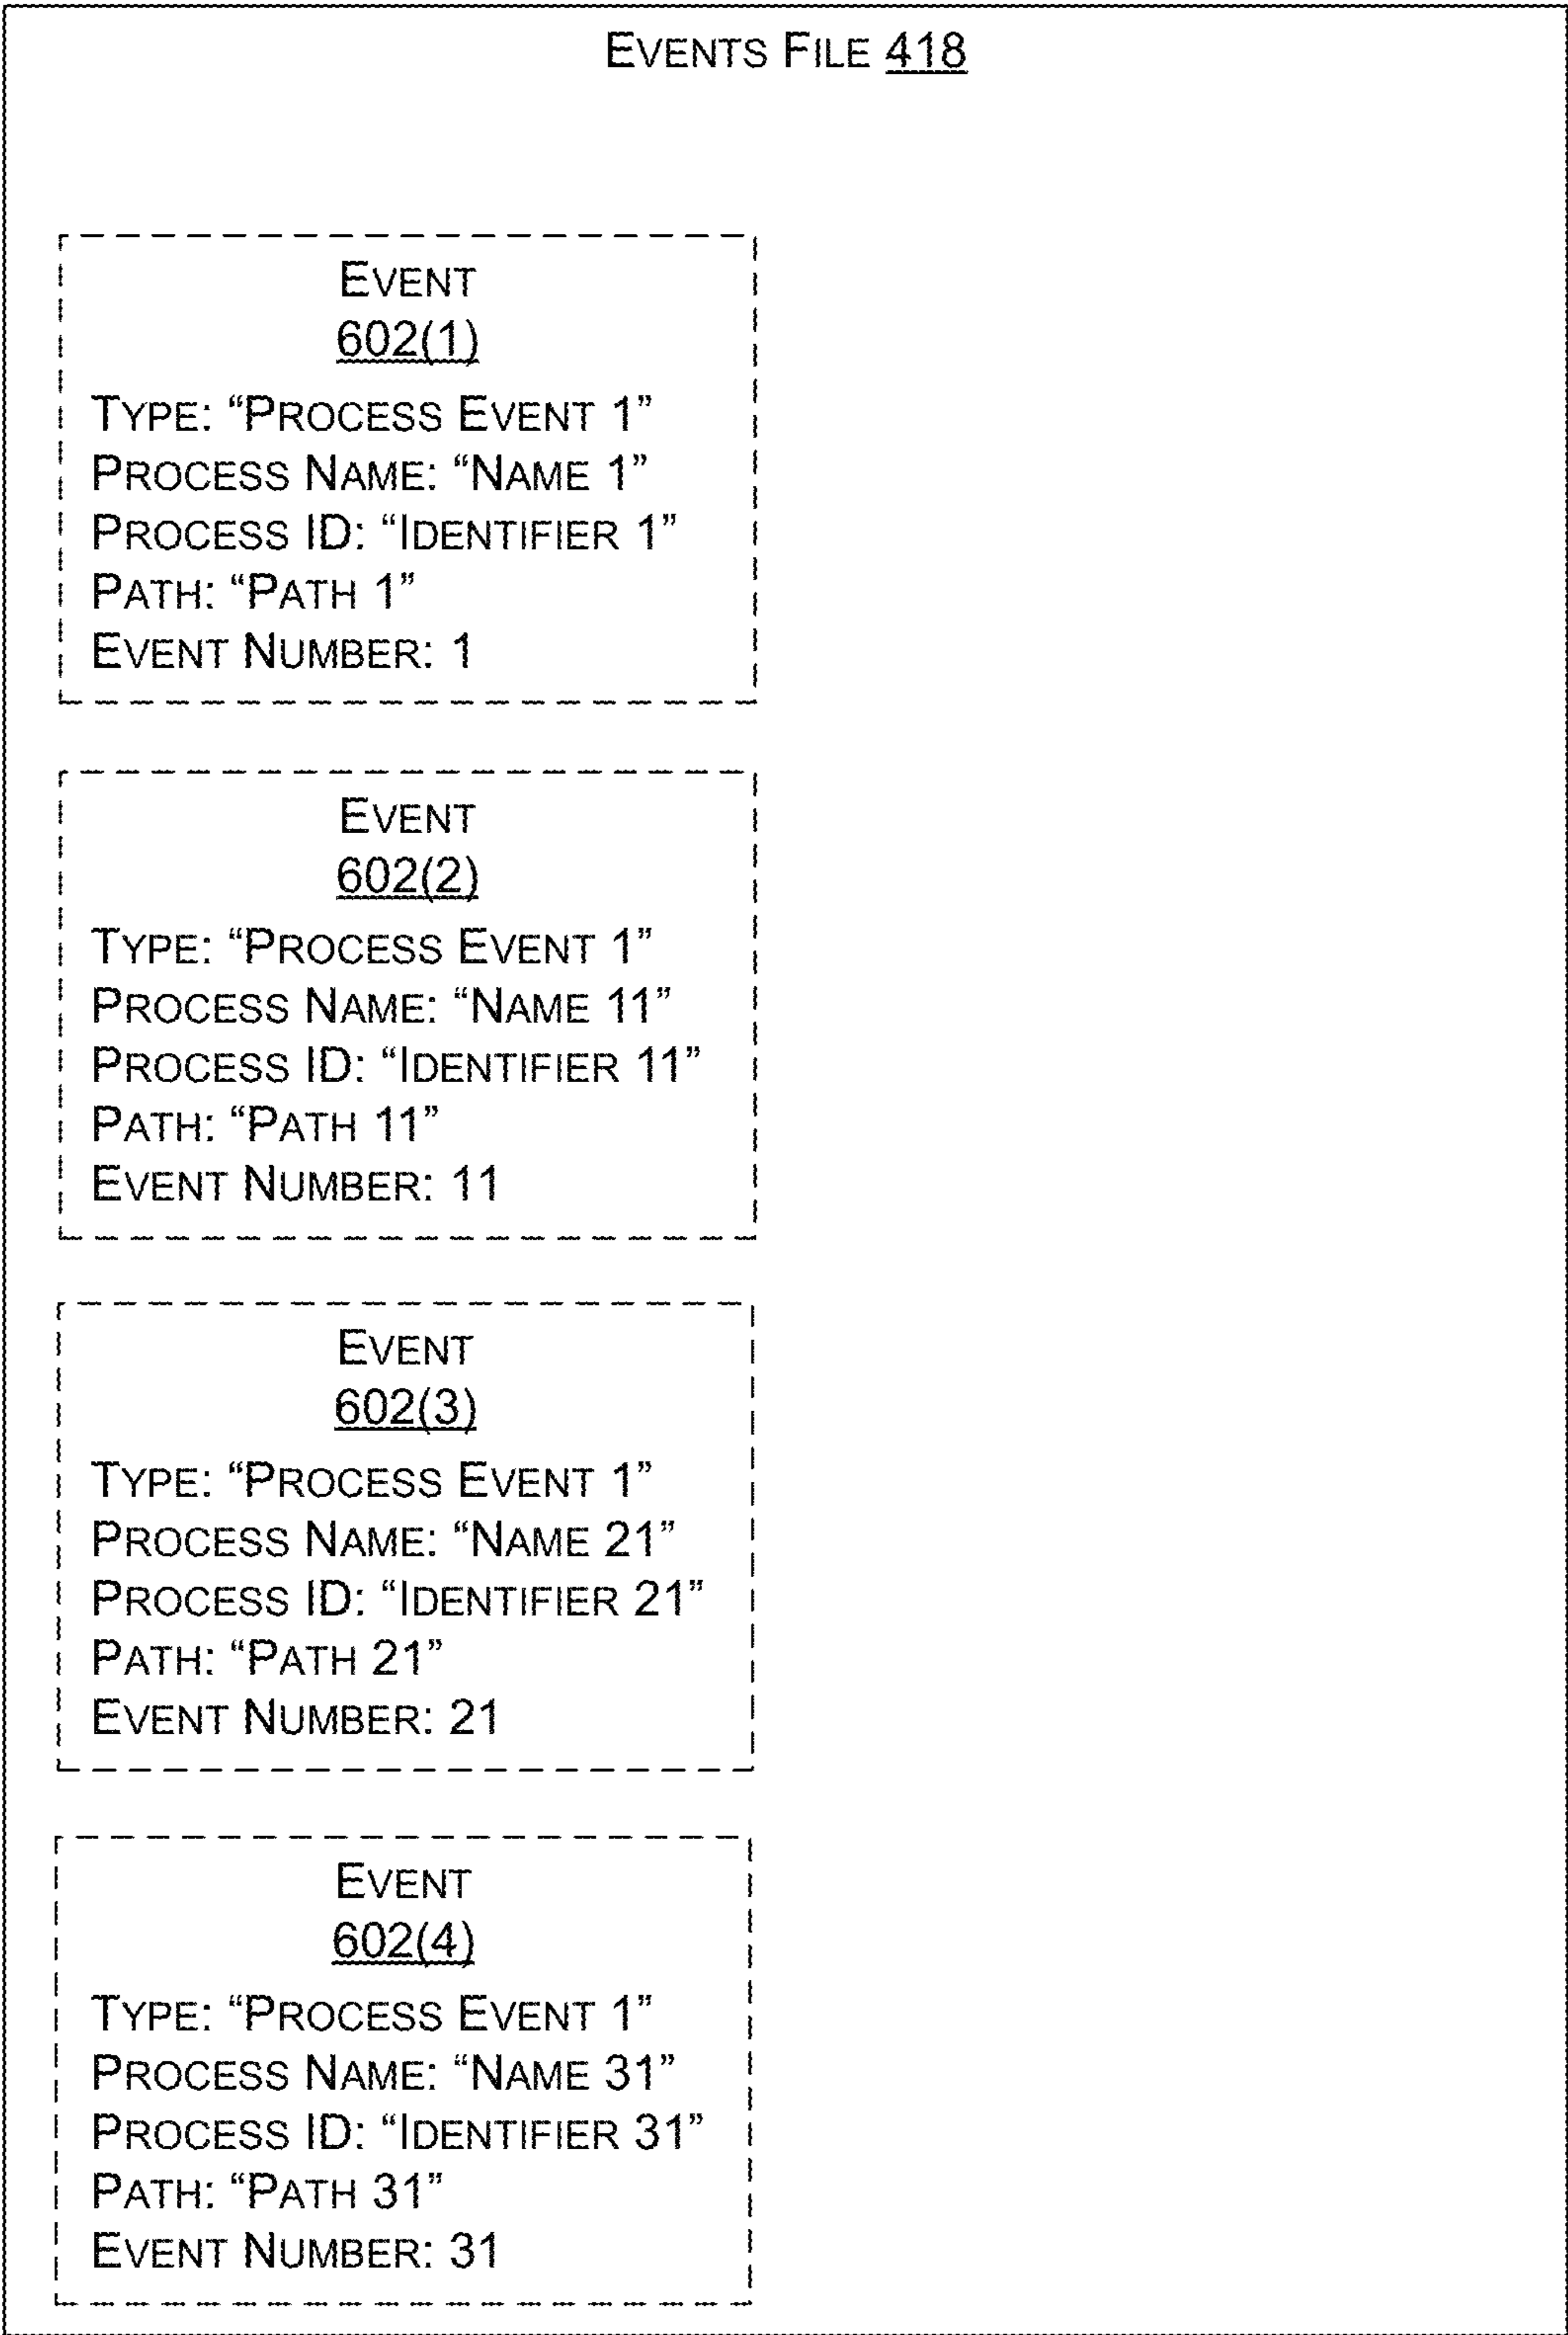 EVENTS FILE 418
EVENT
602(1)
TYPE: “PROCESS EVENT 1”
PROCESS NAME: “NAME 1”
PROCESS ID: “IDENTIFIER 1”
PATH: “PATH 1”
EVENT NUMBER: 1
EVENT
602(2)
TYPE: “PROCESS EVENT 1”
PROCESS NAME: “NAME 11”
PROCESS ID: “IDENTIFIER 11”
PATH: “PATH 11”
EVENT NUMBER: 11
EVENT
602(3)
TYPE: “PROCESS EVENT 1”
PROCESS NAME: “NAME 21”
PROCESS ID: “IDENTIFIER 21”
PATH: “PATH 21”
EVENT NUMBER: 21
EVENT
602(4)
TYPE: “PROCESS EVENT 1”
PROCESS NAME: “NAME 31”
PROCESS ID: “IDENTIFIER 31”
PATH: “PATH 31”
EVENT NUMBER: 31